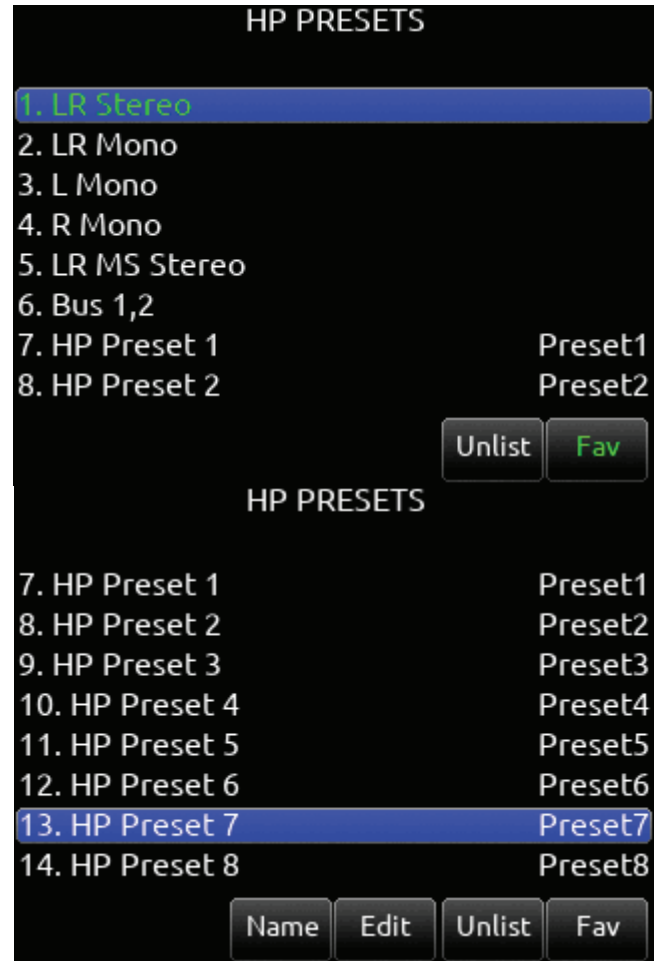 HP PRESETS
1. LR Stereo
2. LR Mono
3. L Mono
4. R Mono
5. LR MS Stereo
6. Bus 1,2
7. HP Preset 1 Preset1
8. HP Preset 2 Preset2
Unlist Fav
HP PRESETS
7. HP Preset 1 Preset1
8. HP Preset 2 Preset2
9. HP Preset 3 Preset3
10. HP Preset 4 Preset4
11. HP Preset 5 Preset5
12. HP Preset 6 Preset6
13. HP Preset 7 Preset7
14. HP Preset 8 Preset8
Name Edit Unlist Fav